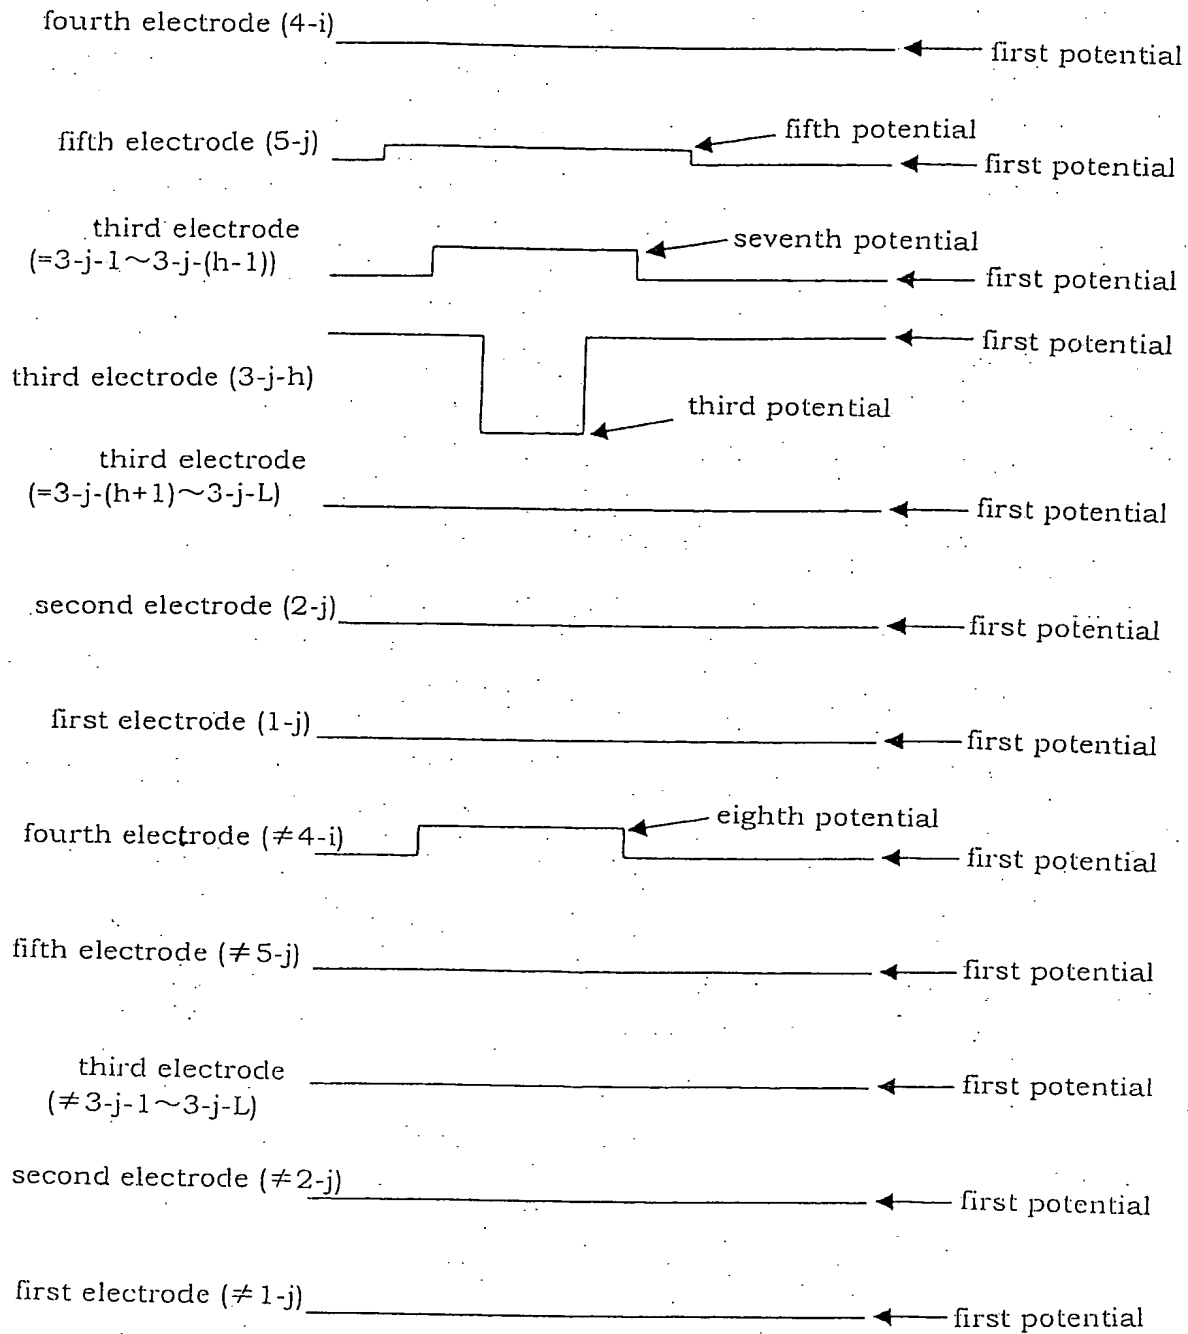 fourth electrode (4-i)
first potential
fifth electrode (5-j)
fifth potential
first potential
third electrode
(=3-j-1～3-j-(h-1))
seventh potential
first potential
first potential
third electrode (3-j-h)
third potential
third electrode
(=3-j-(h+1)～3-j-L)
first potential
second electrode (2-j)
first potential
first electrode (1-j)
first potential
fourth electrode (≠4-i)
eighth potential
first potential
fifth electrode (≠5-j)
first potential
third electrode
(≠3-j-1～3-j-L)
first potential
second electrode (≠2-j)
first potential
first electrode (≠1-j)
first potential